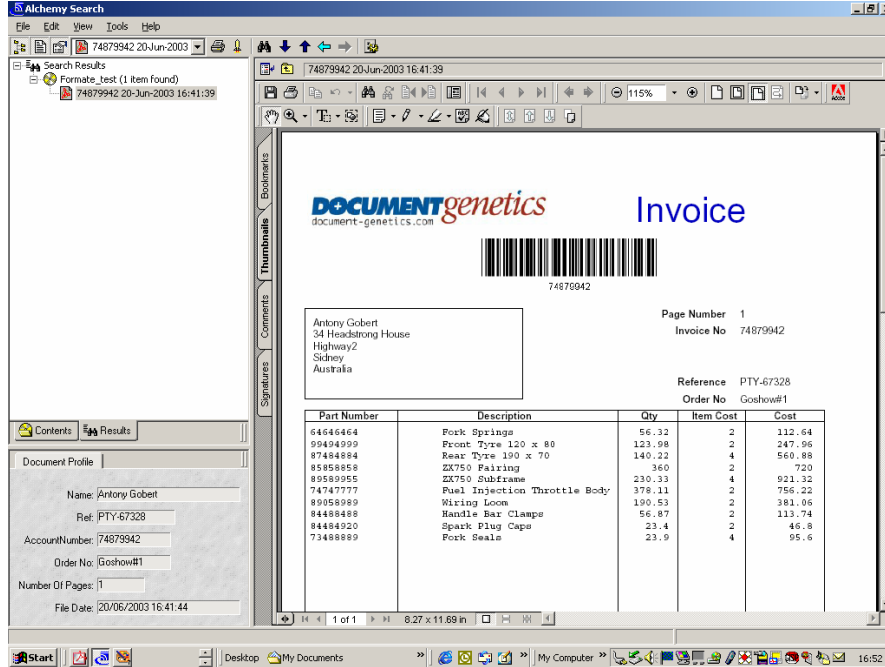 Alchemy Search
File Edit View Tools Help
74879942 20-Jun-2003
Search Results
Formate_test (1 item found)
74879942 20-Jun-2003 16:41:39
74879942 20-Jun-2003 16:41:39
115%
Adobe
Bookmarks
Thumbnails
Comments
Signatures
DOCUMENTgenetics
document-genetics.com
Invoice
74879942
Antony Gobert
34 Headstrong House
Highway2
Sidney
Australia
Page Number 1
Invoice No 74879942
Reference PTY-67328
Order No Goshow#1
Part Number Description Qty Item Cost Cost
64646464 Fork Springs 56.32 2 112.64
99494999 Front Tyre 120 x 80 123.98 2 247.96
87484884 Rear Tyre 190 x 70 140.22 4 560.88
85858858 ZX750 Fairing 360 2 720
89589955 ZX750 Subframe 230.33 4 921.32
74747777 Fuel Injection Throttle Body 378.11 2 756.22
89058989 Wiring Loom 190.53 2 381.06
84488488 Handle Bar Clamps 56.87 2 113.74
84484920 Spark Plug Caps 23.4 2 46.8
73488889 Fork Seals 23.9 4 95.6
Contents Results
Document Profile
Name: Antony Gobert
Ref: PTY-67328
AccountNumber: 74879942
Order No: Goshow#1
Number Of Pages: 1
File Date: 20/06/2003 16:41:44
1 of 1 8.27 x 11.69 in
Start Desktop My Documents » » My Computer » 16:52